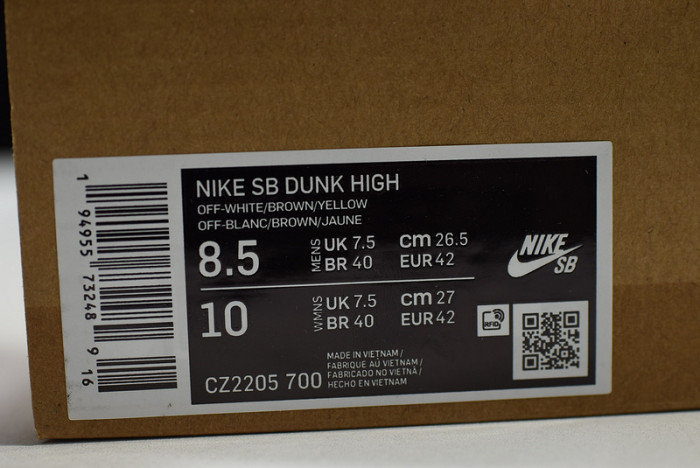 1 94955 73248 9 16
NIKE SB DUNK HIGH
OFF-WHITE/BROWN/YELLOW
OFF-BLANC/BROWN/JAUNE
8.5 MENS UK 7.5 cm 26.5
BR 40 EUR 42
10 WMNS UK 7.5 cm 27
BR 40 EUR 42
NIKE
SB
RFID
CZ2205 700
MADE IN VIETNAM /
FABRIQUE AU VIETNAM /
FABRICADO NO VIETNÃ /
HECHO EN VIETNAM